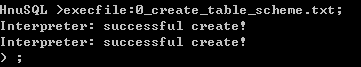 HnuSQL >execfile:0_create_table_scheme.txt;
Interpreter: successful create!
Interpreter: successful create!
> ;